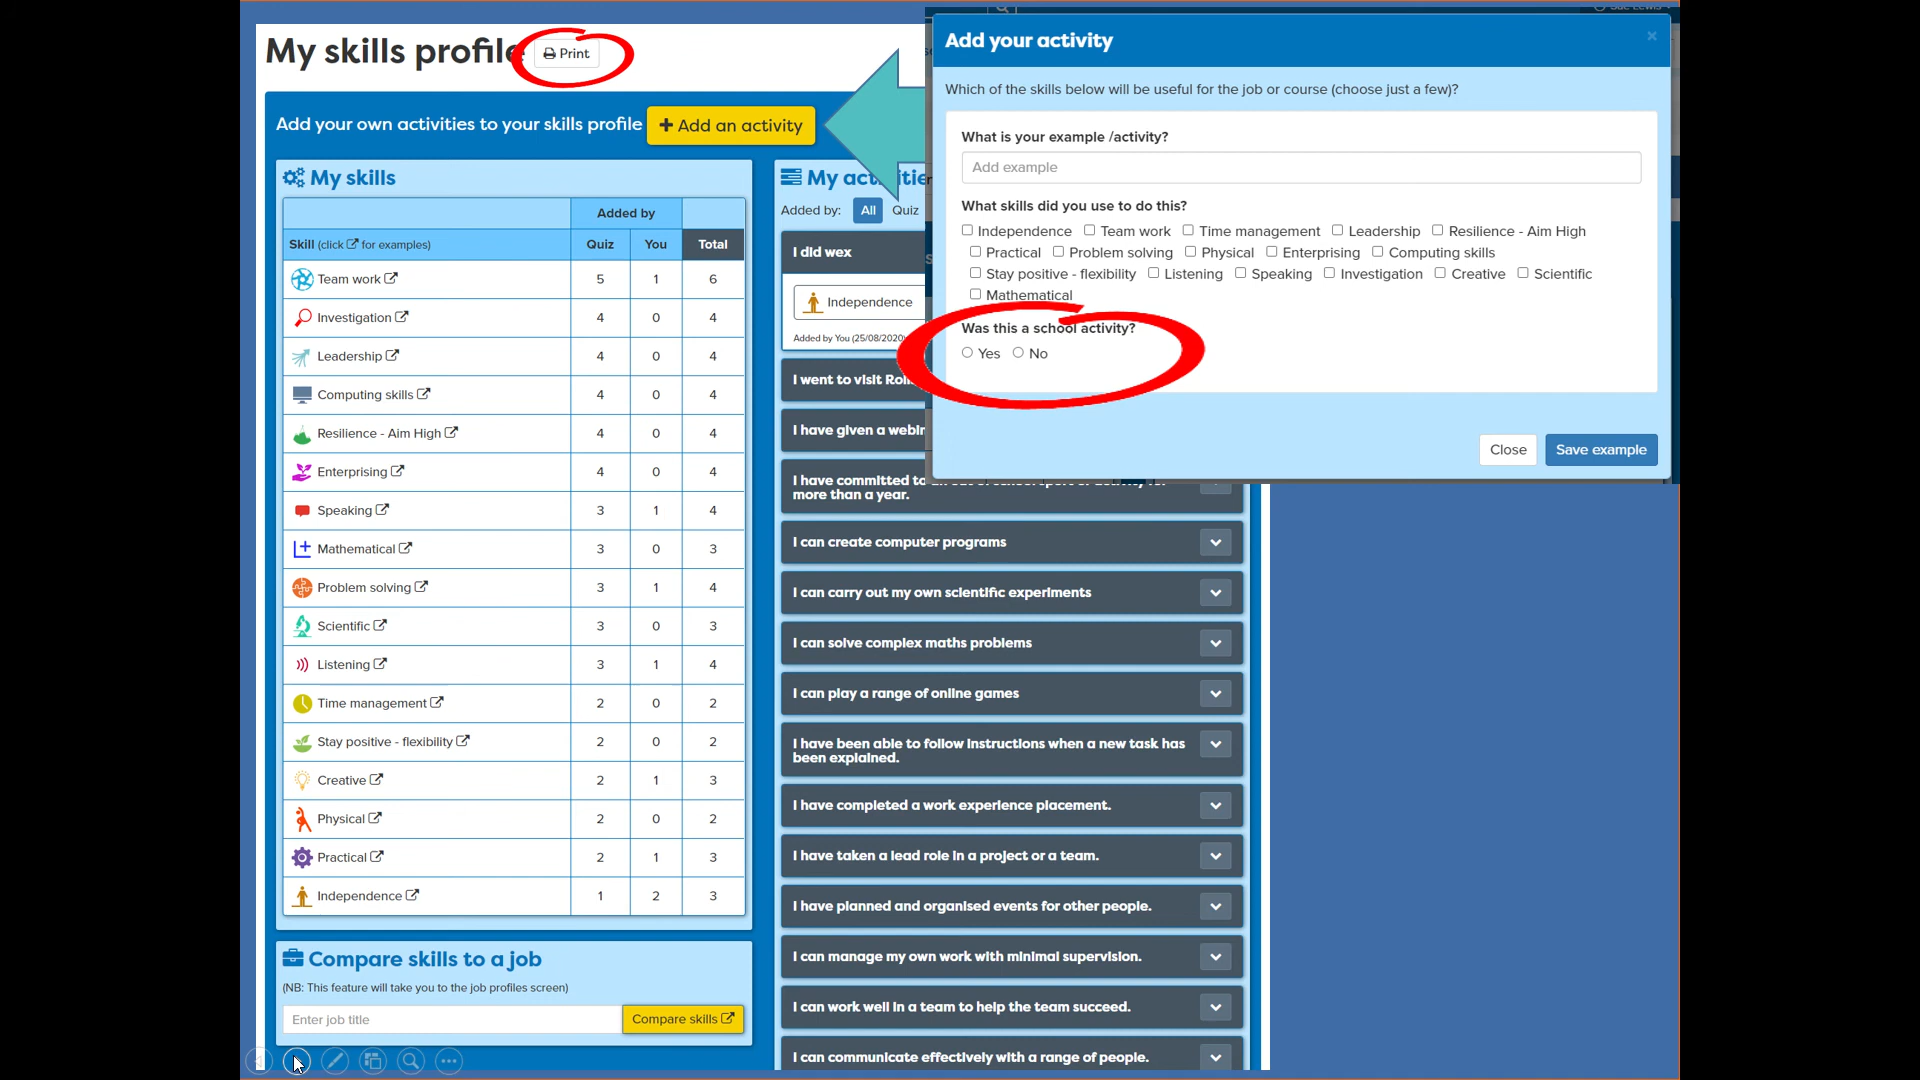 My skills profile
Print
Add your own activities to your skills profile
Add an activity
My skills
Added by
Skill (click for examples) Quiz You Total
Team work 5 1 6
Investigation 4 0 4
Leadership 4 0 4
Computing skills 4 0 4
Resilience - Aim High 4 0 4
Enterprising 4 0 4
Speaking 3 1 4
Mathematical 3 0 3
Problem solving 3 1 4
Scientific 3 0 3
Listening 3 1 4
Time management 2 0 2
Stay positive - flexibility 2 0 2
Creative 2 1 3
Physical 2 0 2
Practical 2 1 3
Independence 1 2 3
Compare skills to a job
(NB: This feature will take you to the job profiles screen)
Enter job title
Compare skills
My activitie
Added by: All Quiz
I did wex
Independence
Added by You (25/08/2020)
I went to visit
I have given a
I have committed to
more than a year.
I can create computer programs
I can carry out my own scientific experiments
I can solve complex maths problems
I can play a range of online games
I have been able to follow instructions when a new task has
been explained.
I have completed a work experience placement.
I have taken a lead role in a project or a team.
I have planned and organised events for other people.
I can manage my own work with minimal supervision.
I can work well in a team to help the team succeed.
I can communicate effectively with a range of people.
Add your activity
×
Which of the skills below will be useful for the job or course (choose just a few)?
What is your example /activity?
Add example
What skills did you use to do this?
Independence Team work Time management Leadership Resilience - Aim High
Practical Problem solving Physical Enterprising Computing skills
Stay positive - flexibility Listening Speaking Investigation Creative Scientific
Mathematical
Was this a school activity?
Yes No
Close
Save example